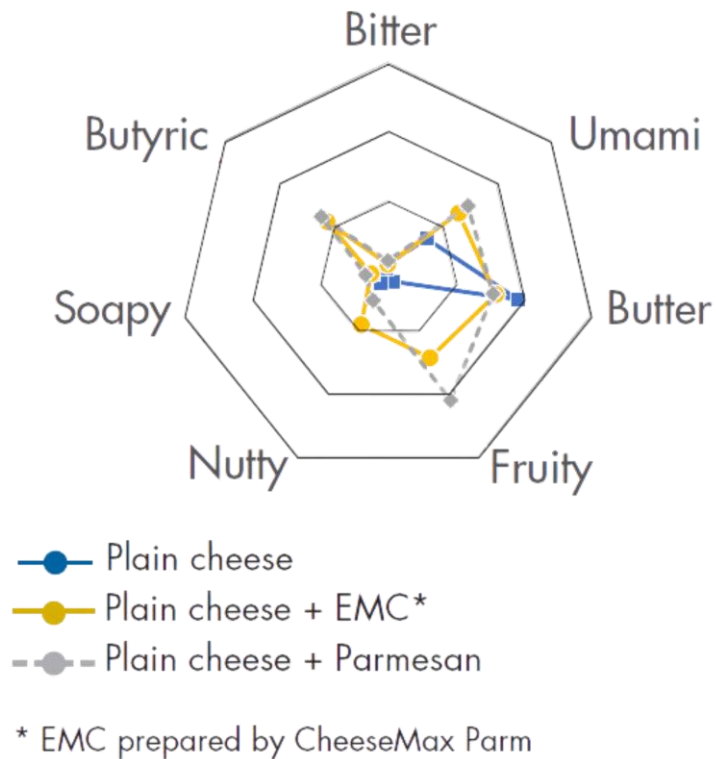 Bitter
Butyric
Umami
Soapy
Butter
Nutty
Fruity
Plain cheese
Plain cheese + EMC*
Plain cheese + Parmesan
* EMC prepared by CheeseMax Parm